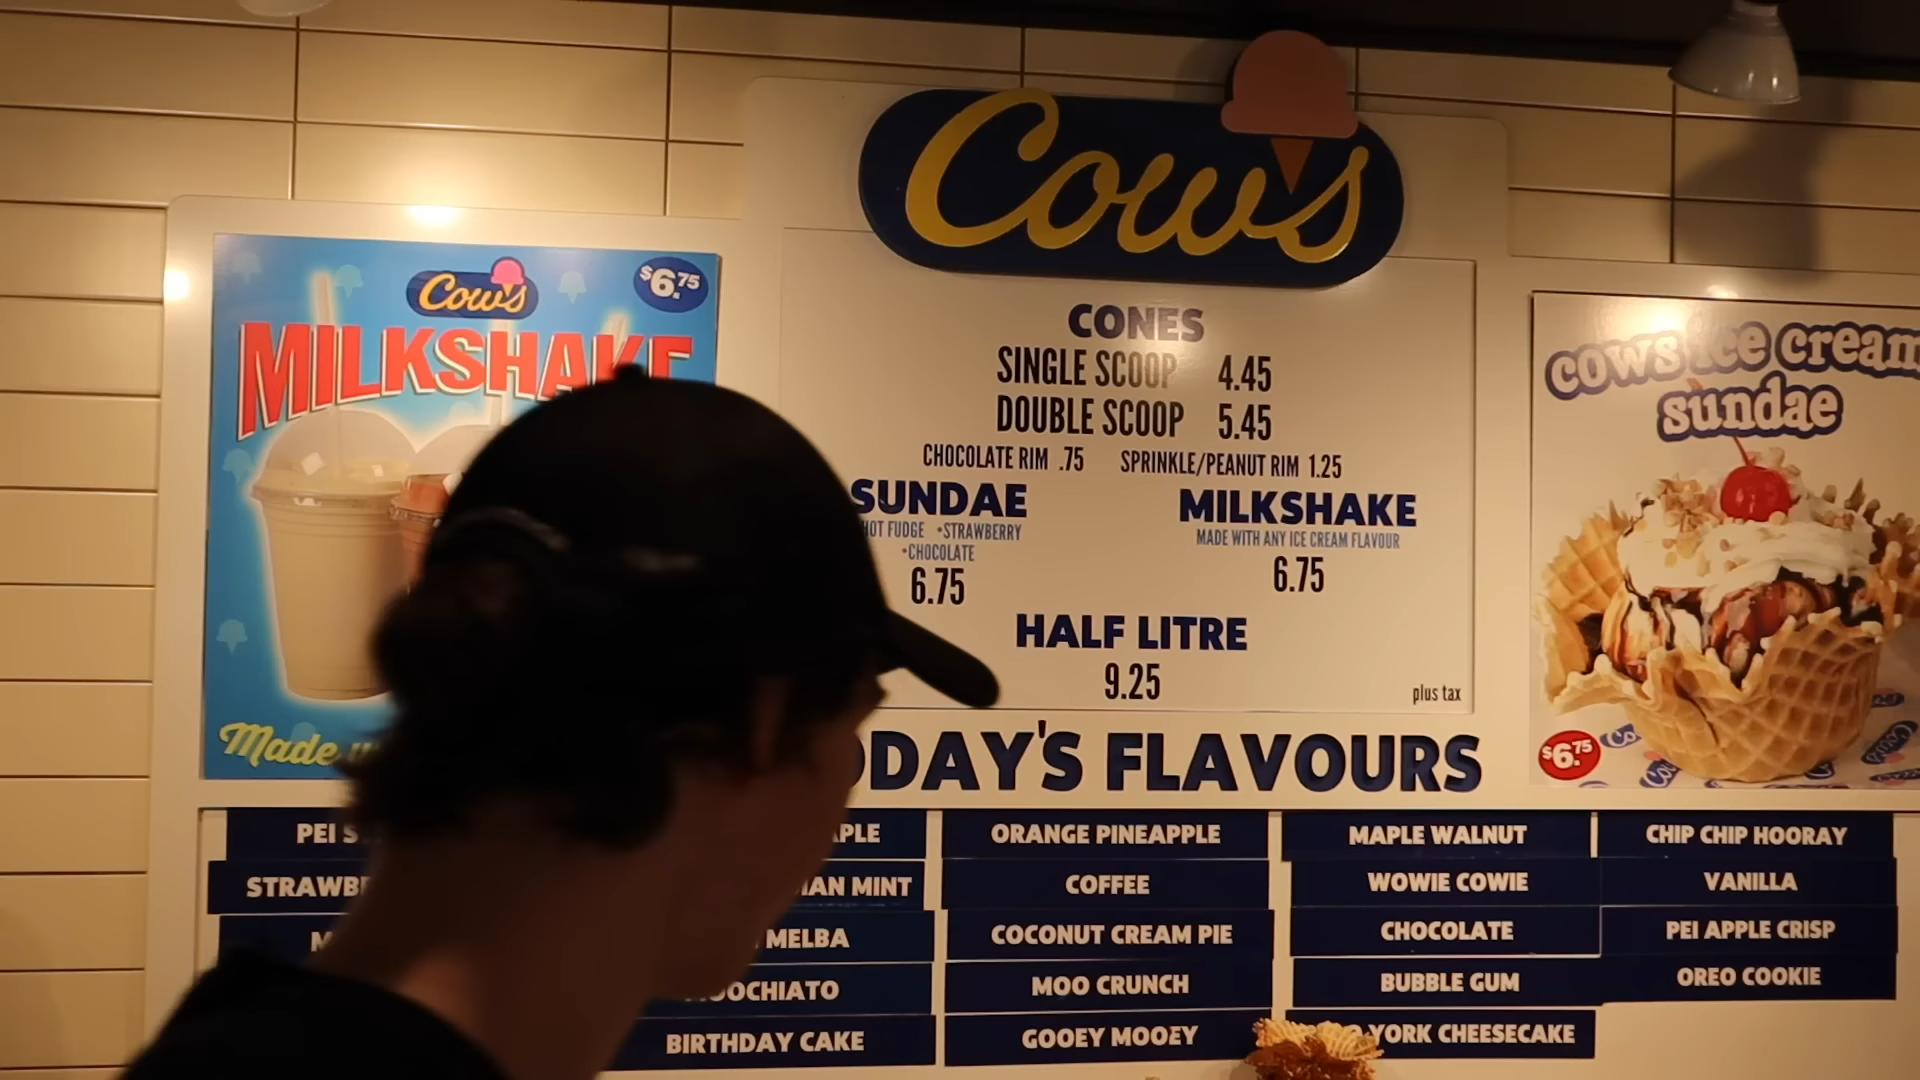 Cows
Cows
$6.75
MILKSHAKE
CONES
SINGLE SCOOP 4.45
DOUBLE SCOOP 5.45
CHOCOLATE RIM .75 SPRINKLE/PEANUT RIM 1.25
SUNDAE
HOT FUDGE •STRAWBERRY
•CHOCOLATE
6.75
MILKSHAKE
MADE WITH ANY ICE CREAM FLAVOUR
6.75
HALF LITRE
9.25
plus tax
Made
cows ice cream
sundae
$6.75
FLAVOURS
PEI
BIRTHDAY CAKE
MINT
MELBA
ORANGE PINEAPPLE
COFFEE
COCONUT CREAM PIE
MOO CRUNCH
GOOEY MOOEY
MAPLE WALNUT
WOWIE COWIE
CHOCOLATE
BUBBLE GUM
YORK CHEESECAKE
CHIP CHIP HOORAY
VANILLA
PEI APPLE CRISP
OREO COOKIE